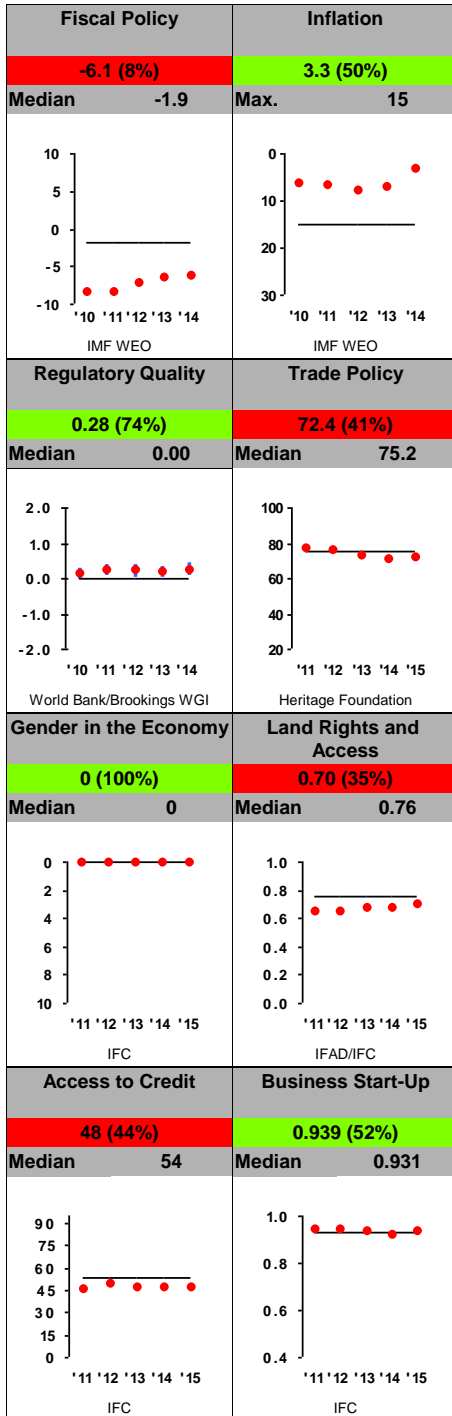 Fiscal Policy
-6.1 (8%)
Median -1.9
10
5
0
-5
-10
'10 '11 '12 '13 '14
IMF WEO
Inflation
3.3 (50%)
Max. 15
0
10
20
30
'10 '11 '12 '13 '14
IMF WEO
Regulatory Quality
0.28 (74%)
Median 0.00
2.0
1.0
0.0
-1.0
-2.0
'10 '11 '12 '13 '14
World Bank/Brookings WGI
Trade Policy
72.4 (41%)
Median 75.2
100
80
60
40
20
'11 '12 '13 '14 '15
Heritage Foundation
Gender in the Economy
0 (100%)
Median 0
0
2
4
6
8
10
'11 '12 '13 '14 '15
IFC
Land Rights and
Access
0.70 (35%)
Median 0.76
1.0
0.8
0.6
0.4
0.2
0.0
'11 '12 '13 '14 '15
IFAD/IFC
Access to Credit
48 (44%)
Median 54
90
75
60
45
30
15
0
'11 '12 '13 '14 '15
IFC
Business Start-Up
0.939 (52%)
Median 0.931
1.0
0.8
0.6
0.4
'11 '12 '13 '14 '15
IFC